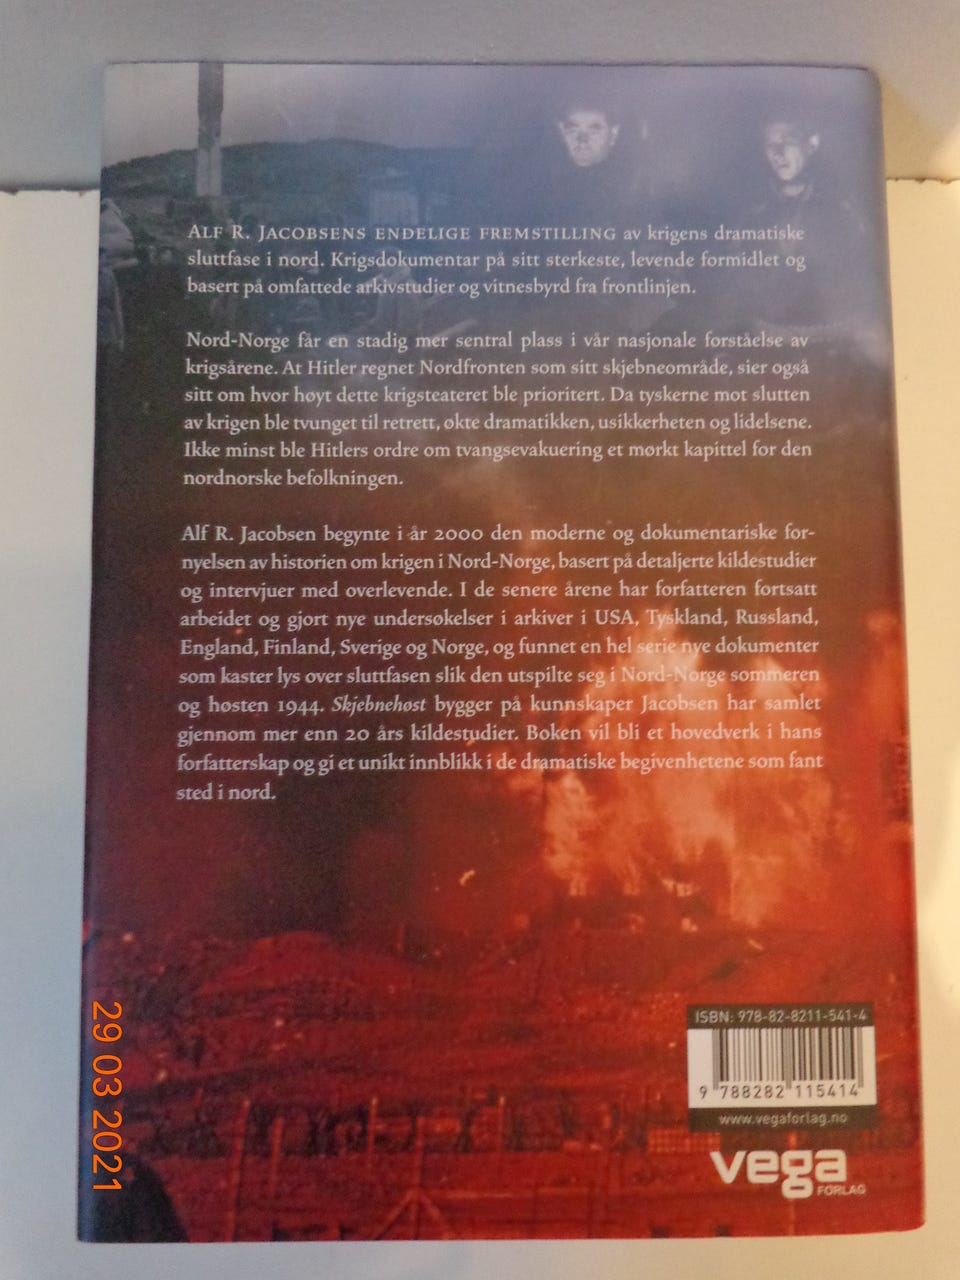 ALF R. JACOBSENS ENDELIGE FREMSTILLING av krigens dramatiske
sluttfase i nord. Krigsdokumentar på sitt sterkeste, levende formidlet og
basert på omfattede arkivstudier og vitnesbyrd fra frontlinjen.
Nord-Norge får en stadig mer sentral plass i vår nasjonale forståelse av
krigsårene. At Hitler regnet Nordfronten som sitt skjebneområde, sier også
sitt om hvor høyt dette krigsteateret ble prioritert. Da tyskerne mot slutten
av krigen ble tvunget til retrett, økte dramatikken, usikkerheten og lidelsene.
Ikke minst ble Hitlers ordre om tvangsevakuering et mørkt kapittel for den
nordnorske befolkningen.
Alf R. Jacobsen begynte i år 2000 den moderne og dokumentariske for-
nyelsen av historien om krigen i Nord-Norge, basert på detaljerte kildestudier
og intervjuer med overlevende. I de senere årene har forfatteren fortsatt
arbeidet og gjort nye undersøkelser i arkiver i USA, Tyskland, Russland,
England, Finland, Sverige og Norge, og funnet en hel serie nye dokumenter
som kaster lys over sluttfasen slik den utspilte seg i Nord-Norge sommeren
og høsten 1944. Skjebnehøst bygger på kunnskaper Jacobsen har samlet
gjennom mer enn 20 års kildestudier. Boken vil bli et hovedverk i hans
forfatterskap og gi et unikt innblikk i de dramatiske begivenhetene som fant
sted i nord.
ISBN: 978-82-8211-541-4
9 788282 115414
www.vegaforlag.no
vega
FORLAG
29 03 2021